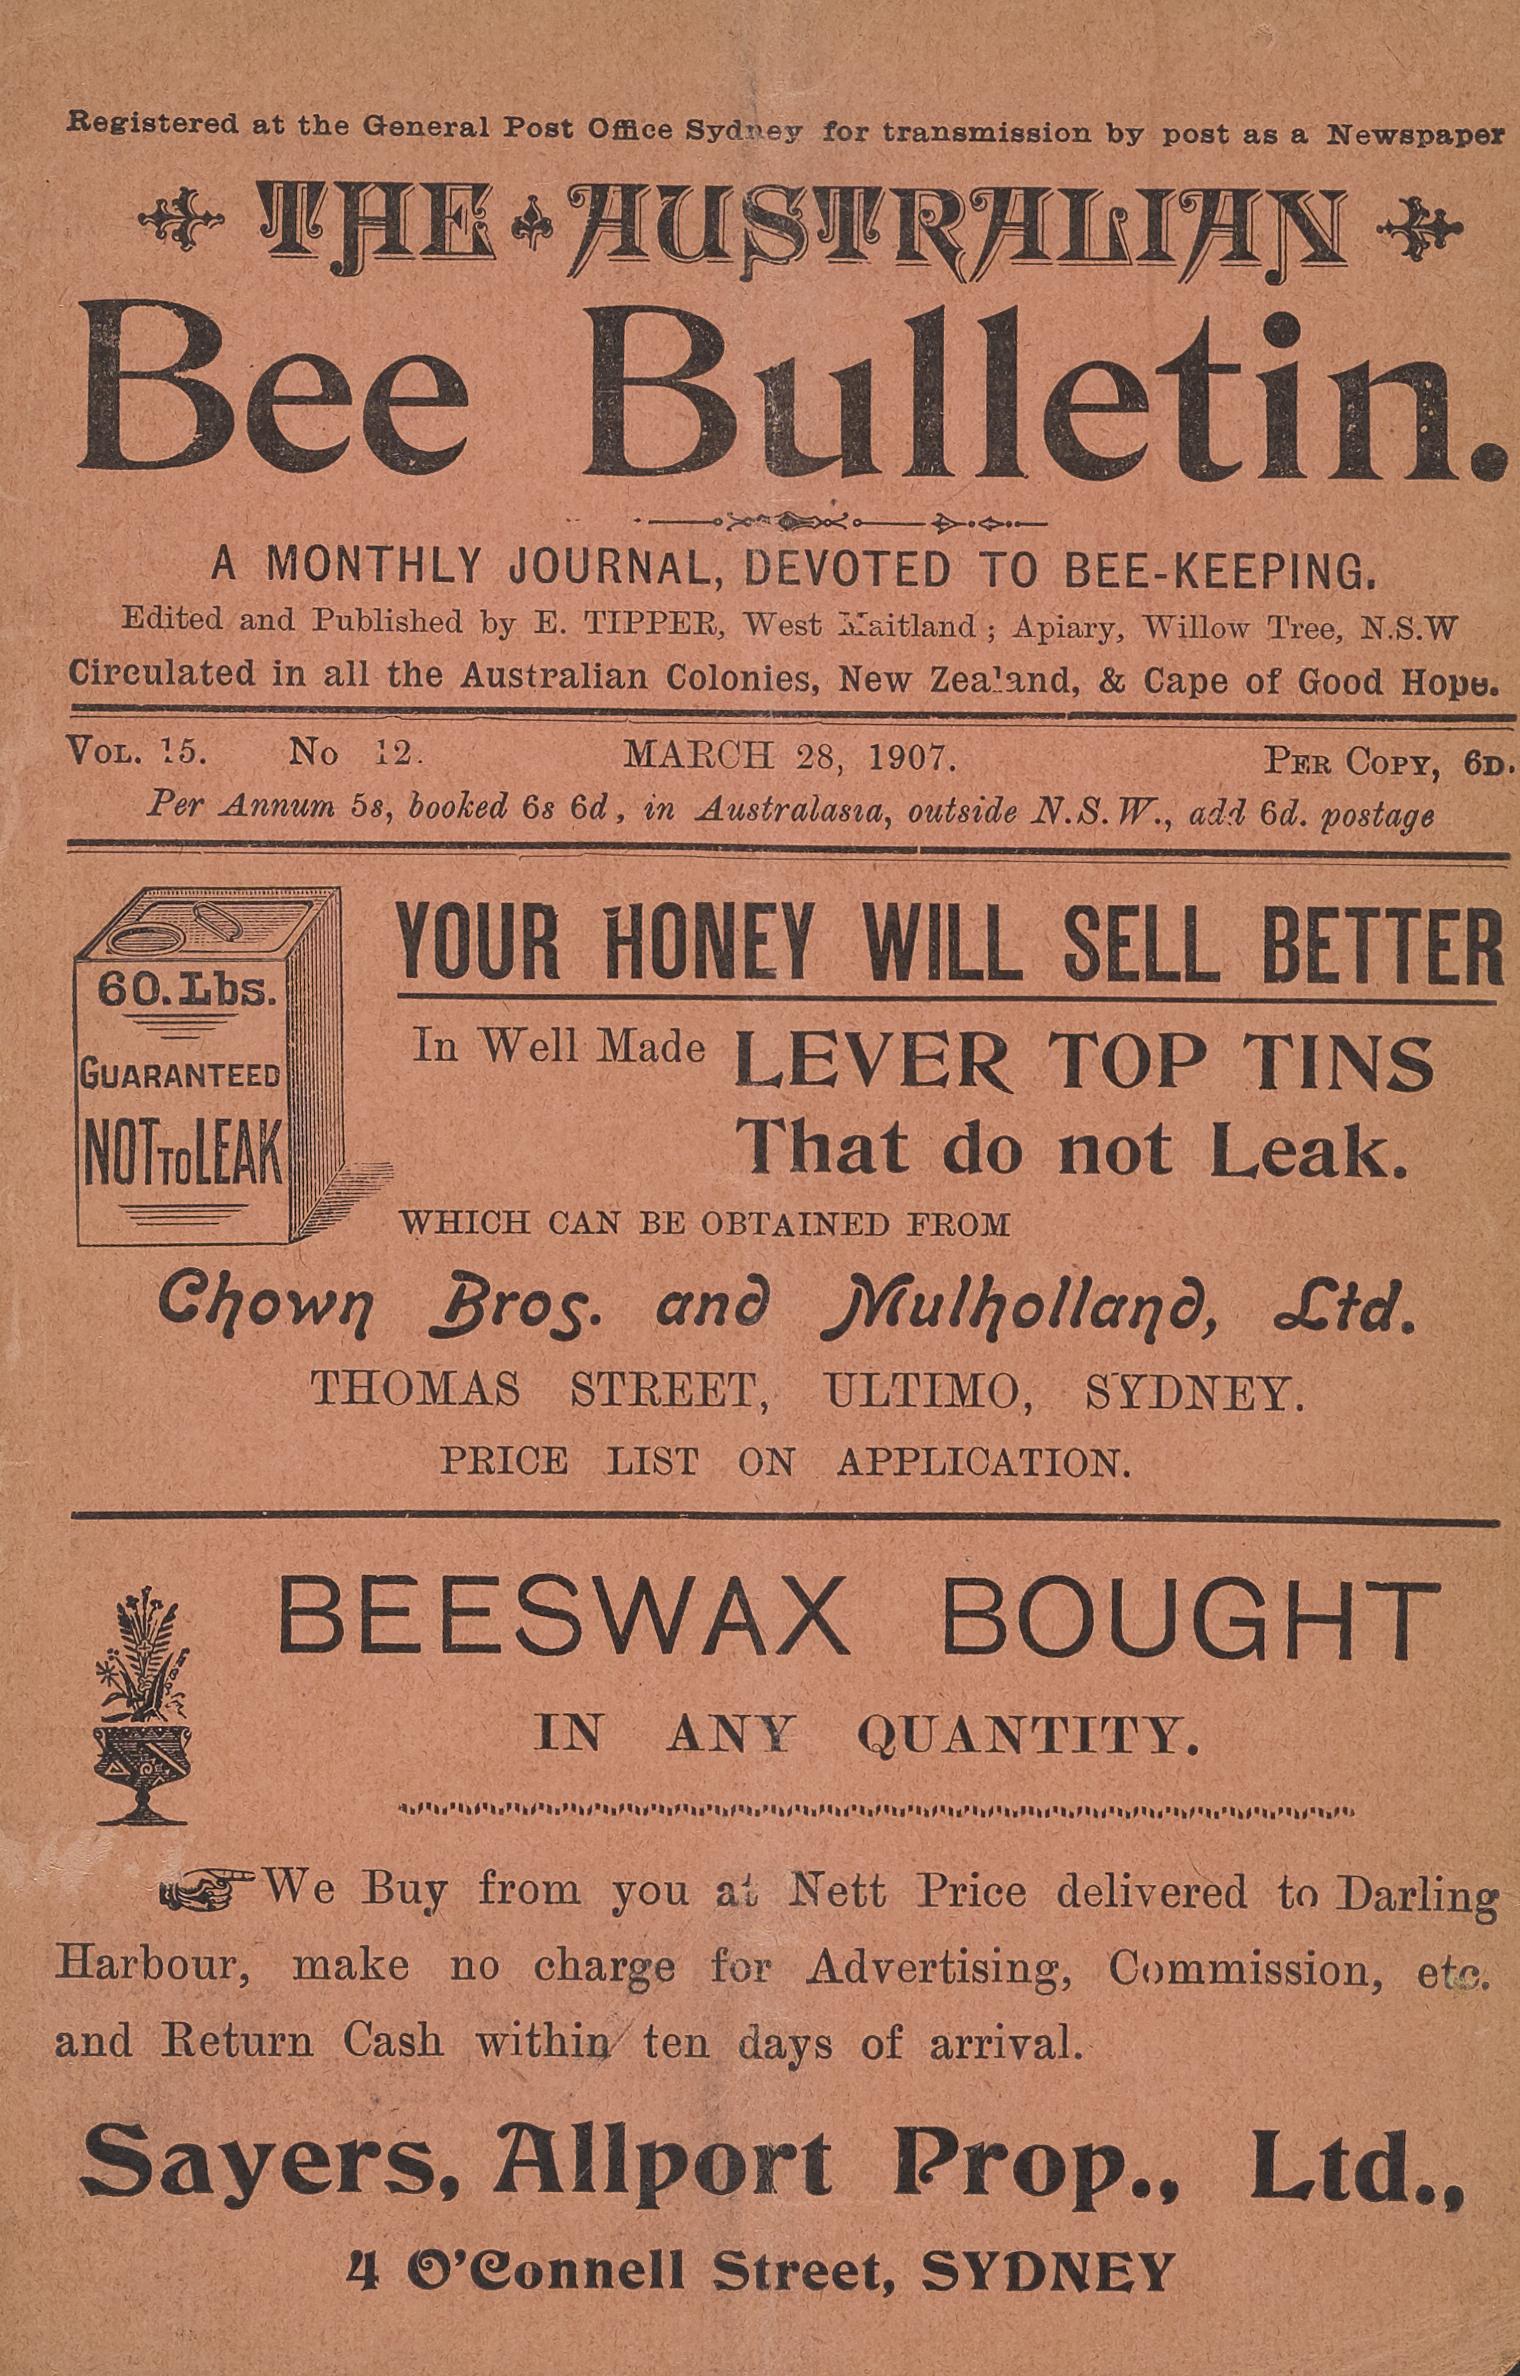 Registered at the General Post Office Sydney for transmission by post as a Newspaper
THE AUSTRALIAN
Bee Bulletin.
A MONTHLY JOURNAL, DEVOTED TO BEE-KEEPING.
Edited and Published by E. TIPPER, West Maitland; Apiary, Willow Tree, N.S.W
Circulated in all the Australian Colonies, New Zealand, & Cape of Good Hope.
VOL. 15. No 12. MARCH 28, 1907. PER COPY, 6D.
Per Annum 5s, booked 6s 6d, in Australasia, outside N.S.W., add 6d. postage
60. Lbs.
GUARANTEED
NOT TO LEAK
YOUR HONEY WILL SELL BETTER
In Well Made LEVER TOP TINS
That do not Leak.
WHICH CAN BE OBTAINED FROM
Chown Bros. and Mulholland, Ltd.
THOMAS STREET, ULTIMO, SYDNEY.
PRICE LIST ON APPLICATION.
BEESWAX BOUGHT
IN ANY QUANTITY.
We Buy from you at Nett Price delivered to Darling
Harbour, make no charge for Advertising, Commission, etc.
and Return Cash within ten days of arrival.
Sayers, Allport Prop., Ltd.,
4 O'Connell Street, SYDNEY